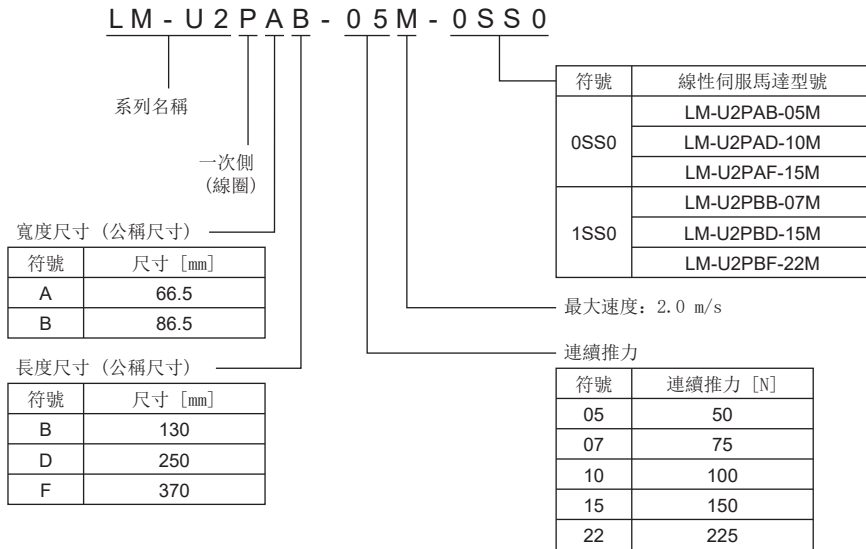 LM-U2PAB-05M-0SS0
系列名稱
一次側
(線圈)
寬度尺寸 (公稱尺寸)
符號 尺寸 [mm]
A 66.5
B 86.5
長度尺寸 (公稱尺寸)
符號 尺寸 [mm]
B 130
D 250
F 370
符號 線性伺服馬達型號
0SS0 LM-U2PAB-05M
LM-U2PAD-10M
LM-U2PAF-15M
1SS0 LM-U2PBB-07M
LM-U2PBD-15M
LM-U2PBF-22M
最大速度: 2.0 m/s
連續推力
符號 連續推力 [N]
05 50
07 75
10 100
15 150
22 225